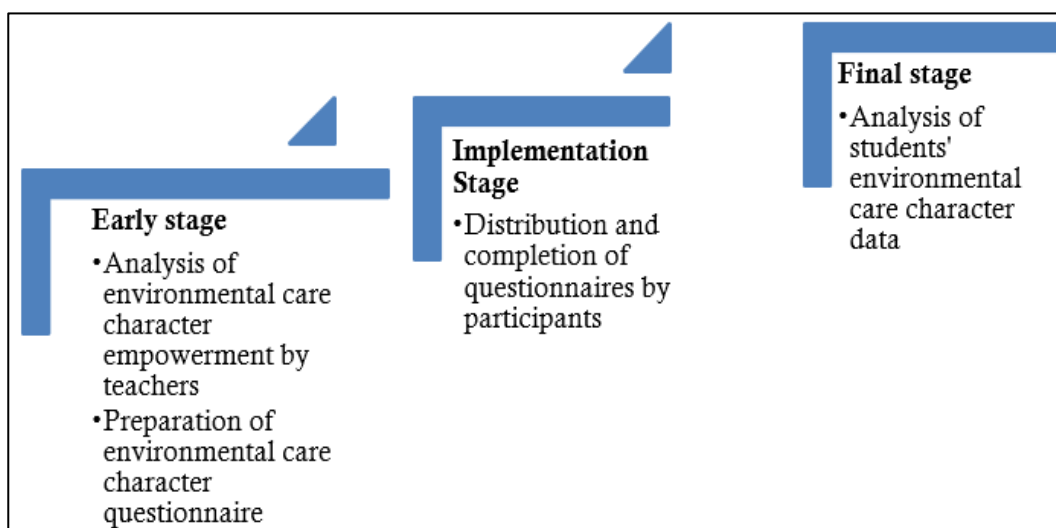 Early stage
•Analysis of
environmental care
character
empowerment by
teachers
•Preparation of
environmental care
character
questionnaire
Implementation
Stage
•Distribution and
completion of
questionnaires by
participants
Final stage
•Analysis of
students'
environmental
care character
data